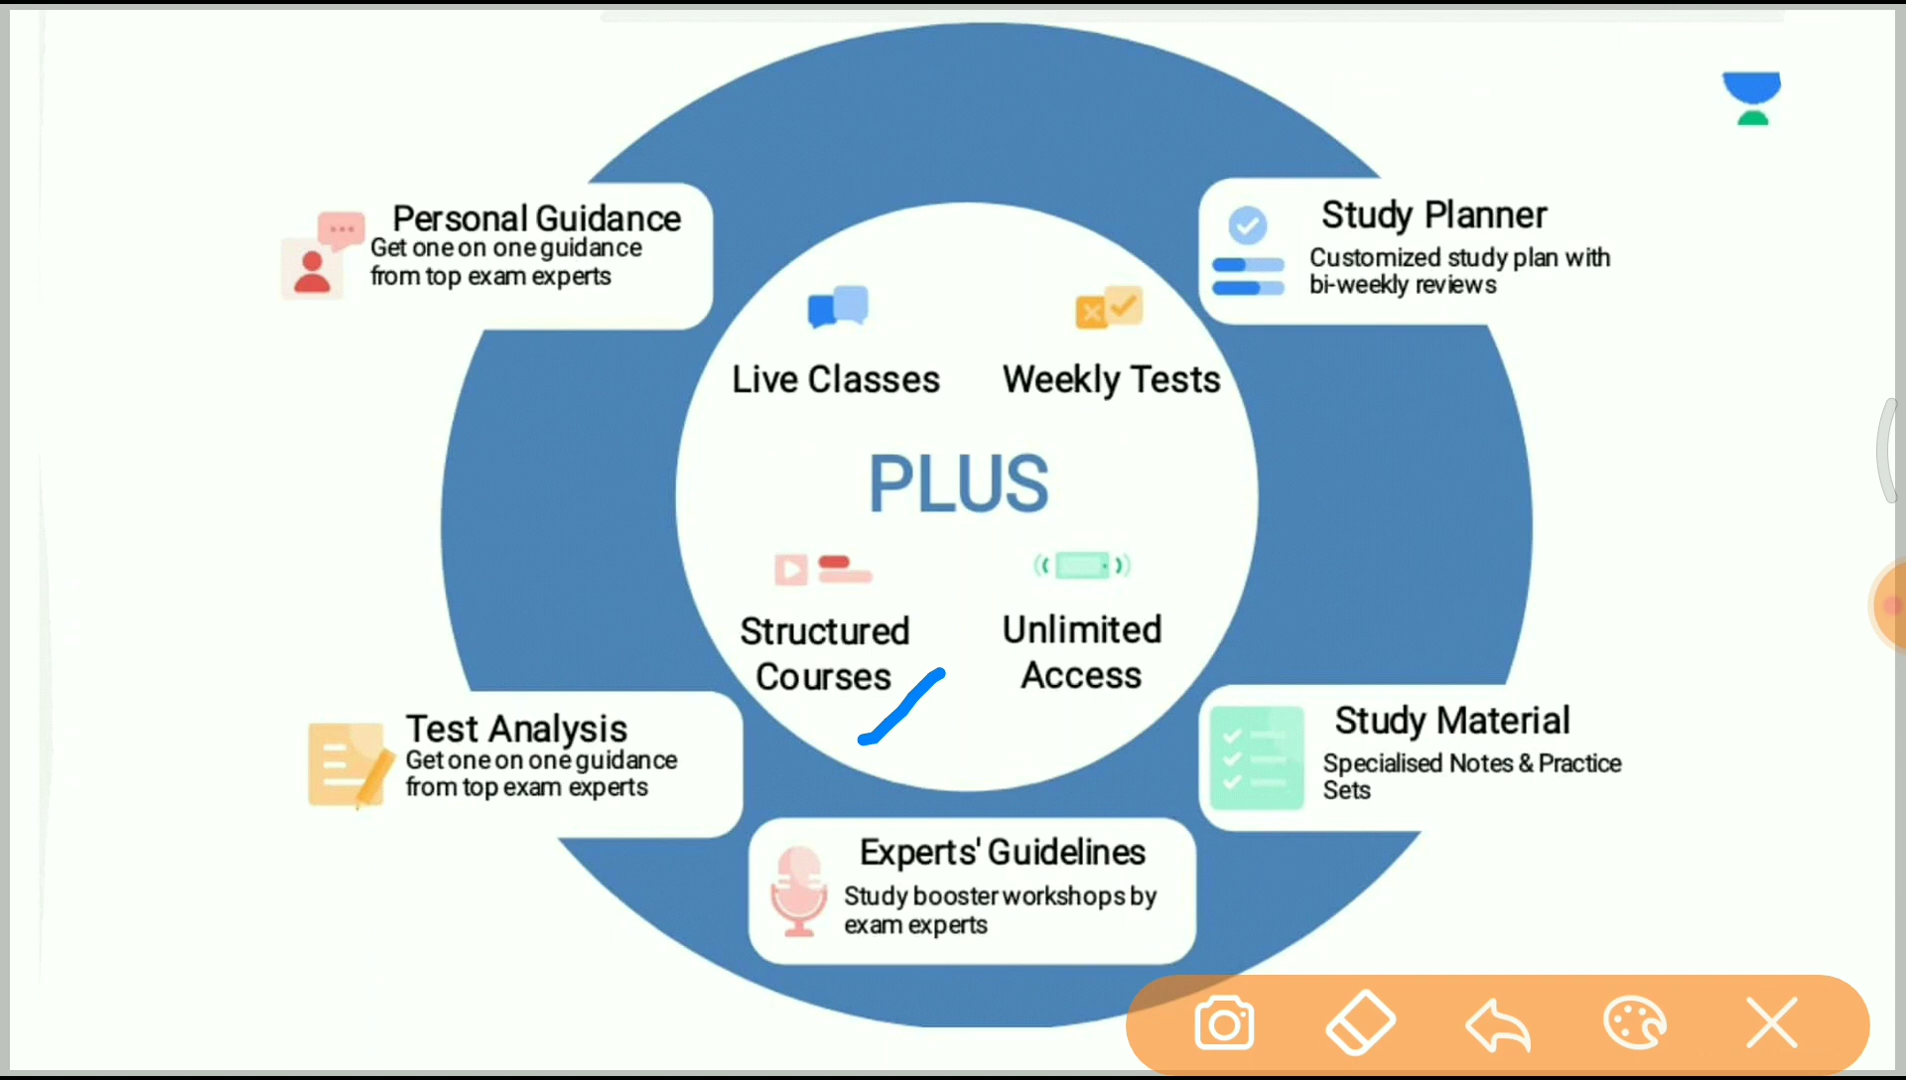 Personal Guidance
Get one on one guidance
from top exam experts
Study Planner
Customized study plan with
bi-weekly reviews
Live Classes
Weekly Tests
PLUS
Structured
Courses
Unlimited
Access
Test Analysis
Get one on one guidance
from top exam experts
Study Material
Specialised Notes & Practice
Sets
Experts' Guidelines
Study booster workshops by
exam experts